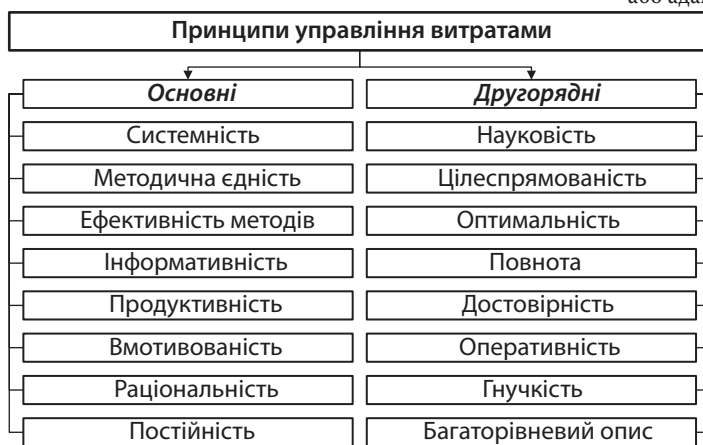 Принципи управління витратами
Основні
Другорядні
Системність
Науковість
Методична єдність
Цілеспрямованість
Ефективність методів
Оптимальність
Інформативність
Повнота
Продуктивність
Достовірність
Вмотивованість
Оперативність
Раціональність
Гнучкість
Постійність
Багаторівневий опис